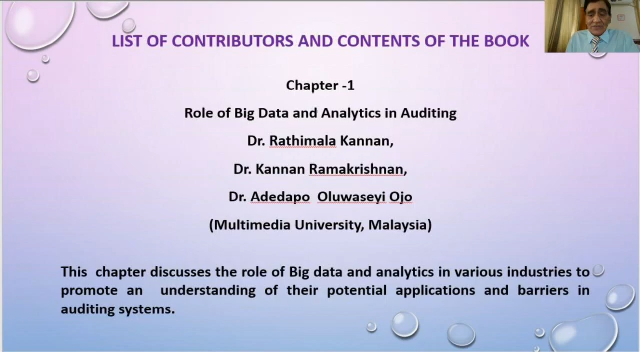 LIST OF CONTRIBUTORS AND CONTENTS OF THE BOOK
Chapter -1
Role of Big Data and Analytics in Auditing
Dr. Rathimala Kannan,
Dr. Kannan Ramakrishnan,
Dr. Adedapo  Oluwaseyi Ojo
(Multimedia University, Malaysia)
This  chapter discusses the role of Big data and analytics in various industries to
promote an  understanding of their potential applications and barriers in
auditing systems.